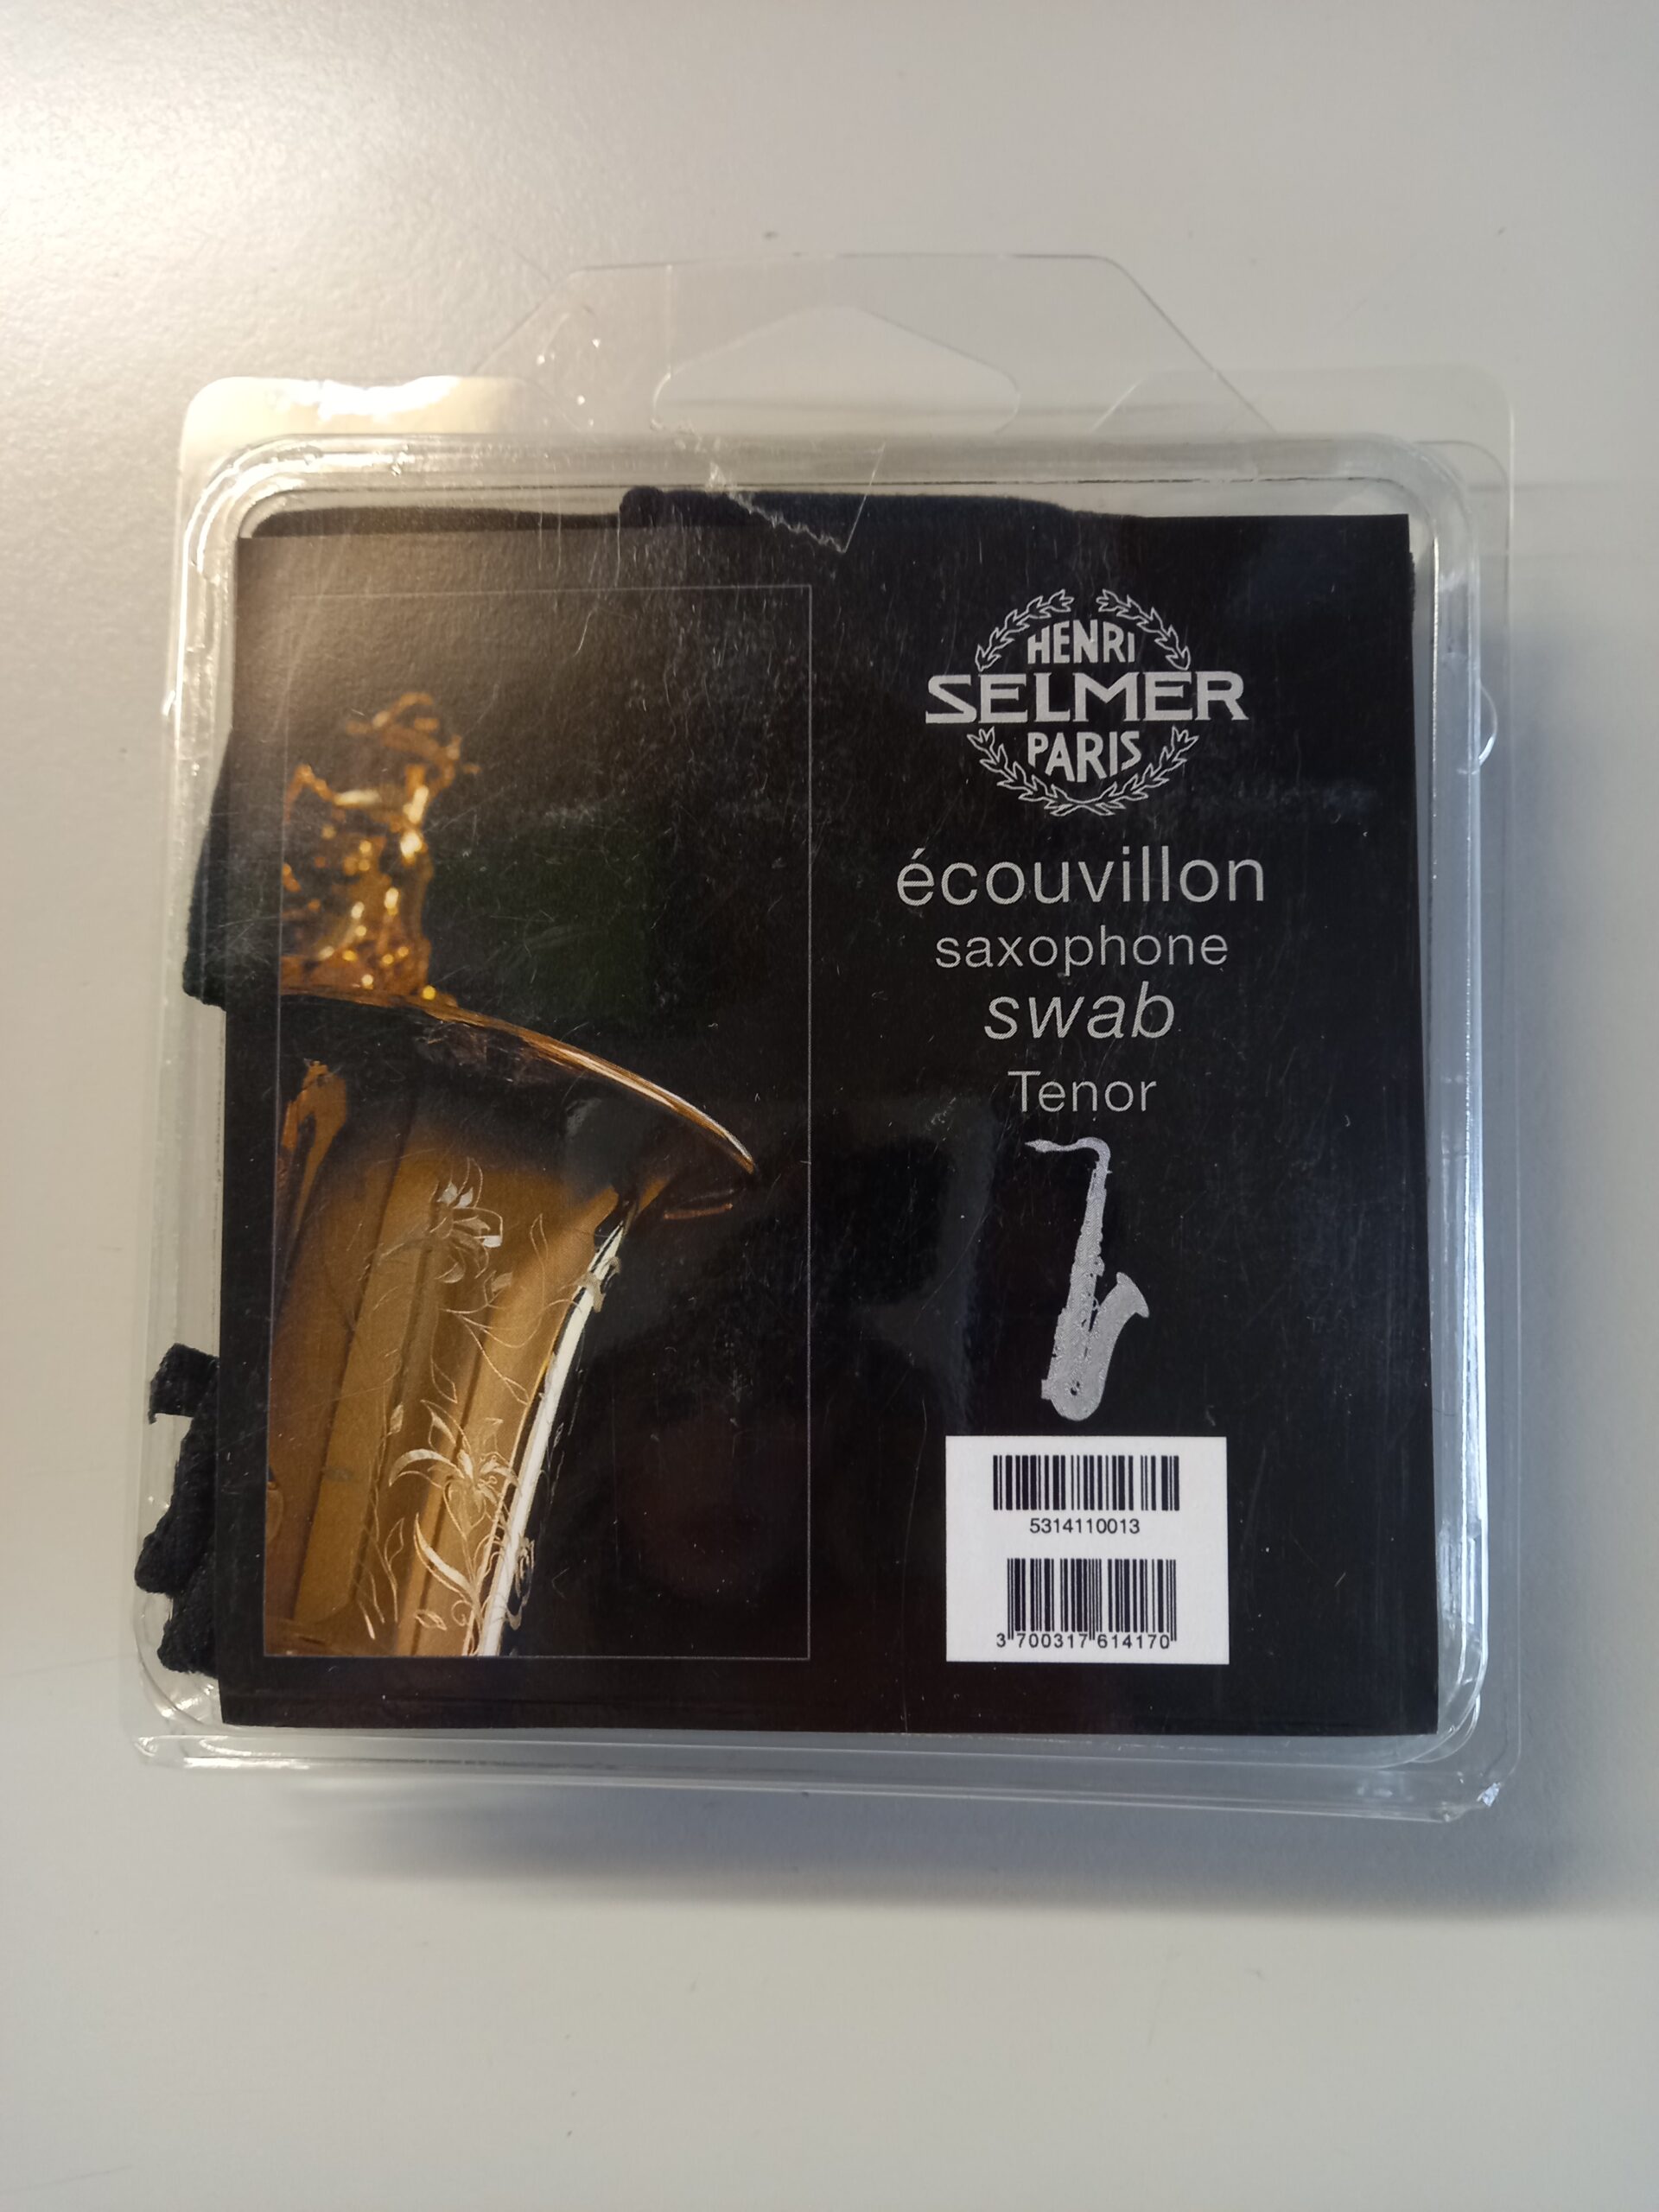 HENRI
SELMER
PARIS
écouvillon
saxophone
swab
Tenor
5314110013
3 700317 614170